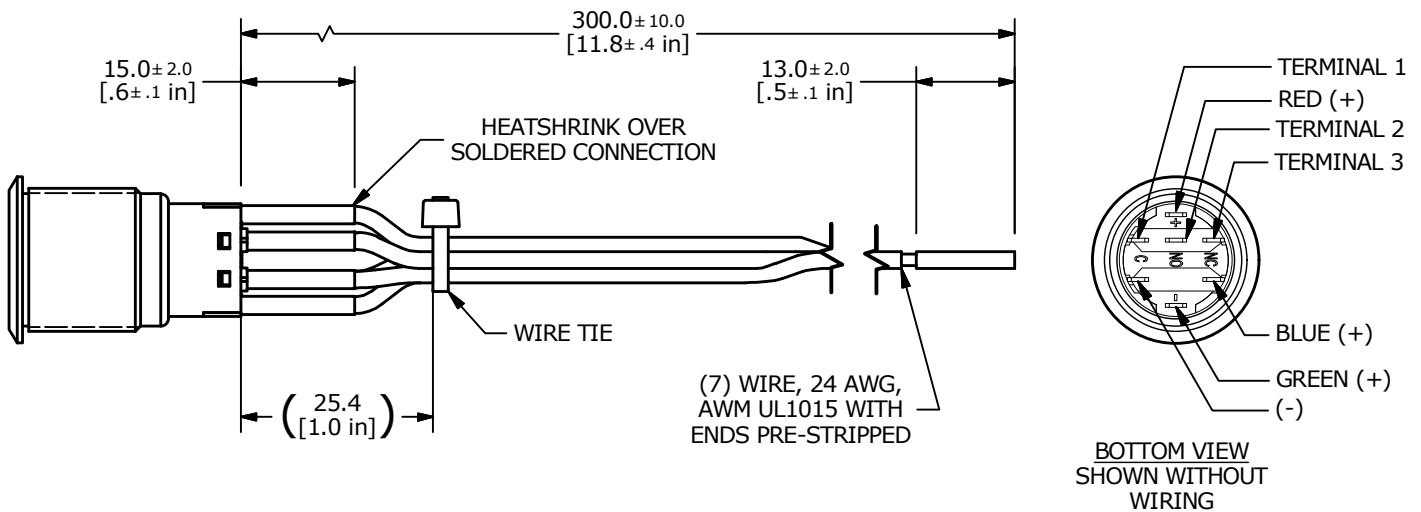 300.0±10.0
[11.8±.4 in]
15.0±2.0
[.6±.1 in]
13.0±2.0
[.5±.1 in]
HEATSHRINK OVER
SOLDERED CONNECTION
WIRE TIE
(25.4
[1.0 in])
(7) WIRE, 24 AWG,
AWM UL1015 WITH
ENDS PRE-STRIPPED
TERMINAL 1
RED (+)
TERMINAL 2
TERMINAL 3
+
C
NO
NC
−
BLUE (+)
GREEN (+)
(-)
BOTTOM VIEW
SHOWN WITHOUT
WIRING